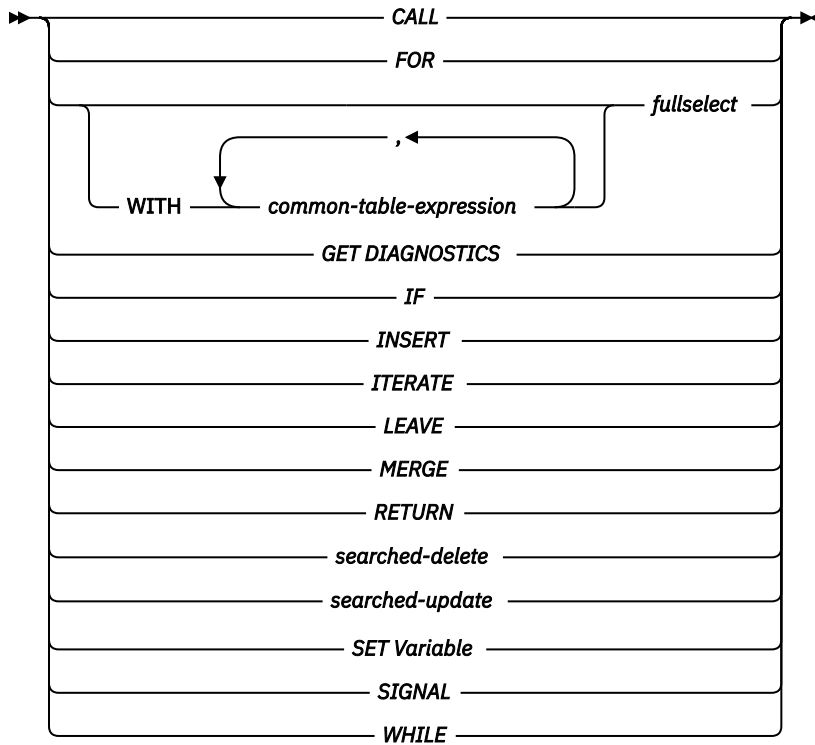 CALL
FOR
fullselect
,
WITH common-table-expression
GET DIAGNOSTICS
IF
INSERT
ITERATE
LEAVE
MERGE
RETURN
searched-delete
searched-update
SET Variable
SIGNAL
WHILE